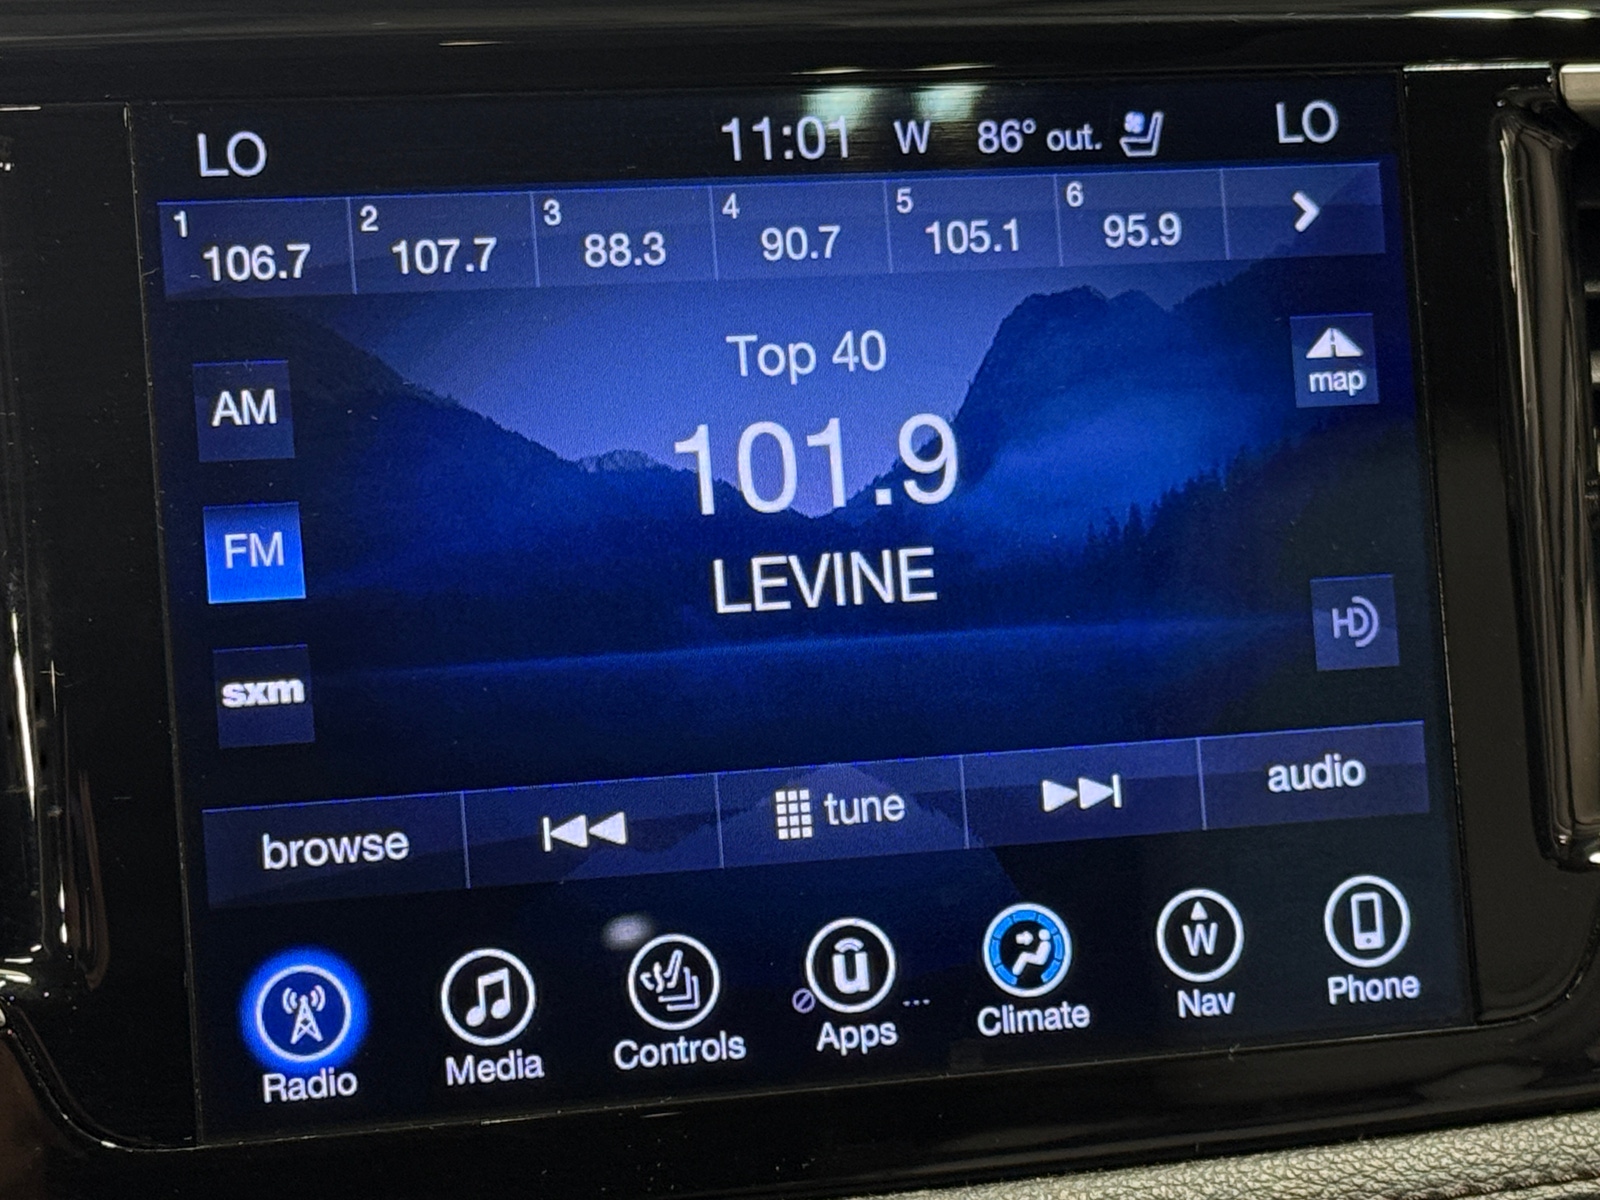 LO 11:01 W 86° out. LO
1 106.7 2 107.7 3 88.3 4 90.7 5 105.1 6 95.9
Top 40
map
AM
101.9
FM
LEVINE
HD
sxm
browse tune audio
W
Radio Media Controls Apps Climate Nav Phone